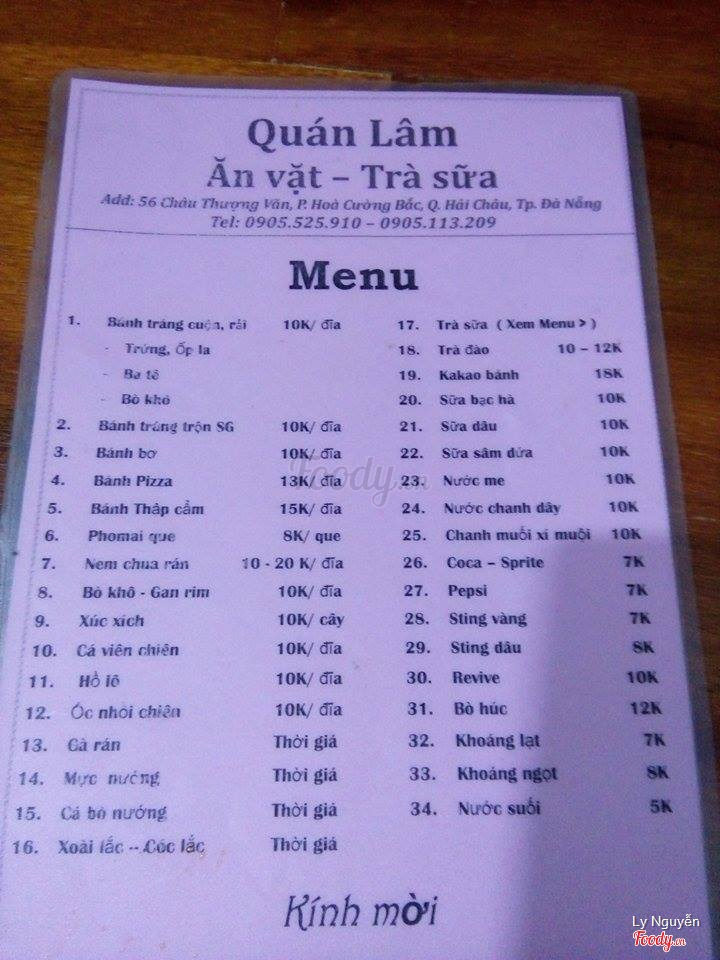 Quán Lâm
Ăn vặt – Trà sữa
Add: 56 Châu Thượng Văn, P. Hoà Cường Bắc, Q. Hải Châu, Tp. Đà Nẵng
Tel: 0905.525.910 – 0905.113.209
Menu
1. Bánh tráng cuộn, rải 10K/ đĩa
- Trứng, Ốp la
- Ba tê
- Bò khô
2. Bánh tráng trộn SG 10K/ đĩa
3. Bánh bơ 10K/ đĩa
4. Bánh Pizza 13K/ đĩa
5. Bánh Thập cẩm 15K/ đĩa
6. Phomai que 8K/ que
7. Nem chua rán 10 - 20 K/ đĩa
8. Bò khô - Gan rim 10K/ đĩa
9. Xúc xích 10K/ cây
10. Cá viên chiên 10K/ đĩa
11. Hồ lô 10K/ đĩa
12. Ốc nhồi chiên 10K/ đĩa
13. Gà rán Thời giá
14. Mực nướng Thời giá
15. Cá bò nướng Thời giá
16. Xoài lắc – Cóc lắc Thời giá
17. Trà sữa ( Xem Menu > )
18. Trà đào 10 – 12K
19. Kakao bánh 18K
20. Sữa bạc hà 10K
21. Sữa dâu 10K
22. Sữa sâm dứa 10K
23. Nước me 10K
24. Nước chanh dây 10K
25. Chanh muối xí muội 10K
26. Coca – Sprite 7K
27. Pepsi 7K
28. Sting vàng 7K
29. Sting dâu 8K
30. Revive 10K
31. Bò húc 12K
32. Khoáng lạt 7K
33. Khoáng ngọt 8K
34. Nước suối 5K
Kính mời
Foody.vn
Ly Nguyễn
Foody.vn